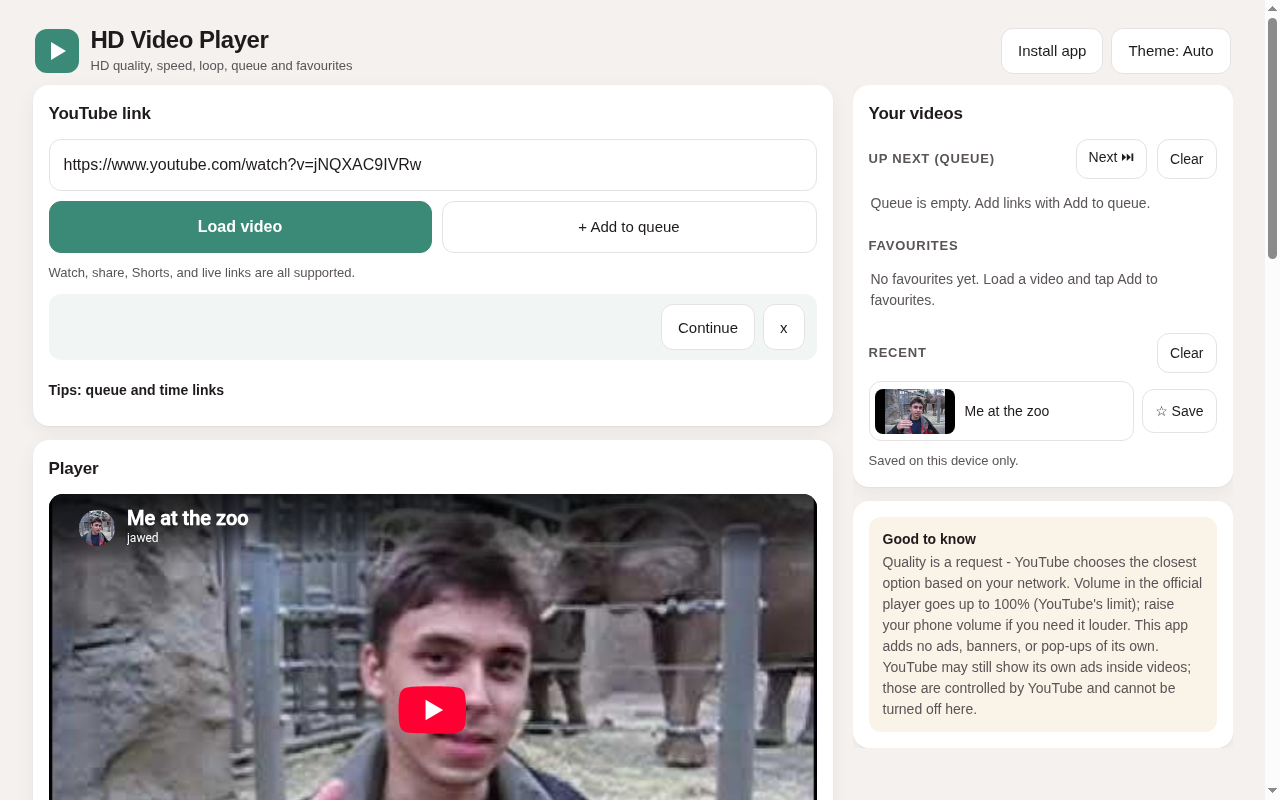 HD Video Player
HD quality, speed, loop, queue and favourites
Install app
Theme: Auto
YouTube link
https://www.youtube.com/watch?v=jNQXAC9IVRw
Load video
+ Add to queue
Watch, share, Shorts, and live links are all supported.
Continue
x
Tips: queue and time links
Player
Me at the zoo
jawed
Your videos
UP NEXT (QUEUE)
Next ⏭
Clear
Queue is empty. Add links with Add to queue.
FAVOURITES
No favourites yet. Load a video and tap Add to
favourites.
RECENT
Clear
Me at the zoo
☆ Save
Saved on this device only.
Good to know
Quality is a request - YouTube chooses the closest
option based on your network. Volume in the official
player goes up to 100% (YouTube's limit); raise
your phone volume if you need it louder. This app
adds no ads, banners, or pop-ups of its own.
YouTube may still show its own ads inside videos;
those are controlled by YouTube and cannot be
turned off here.